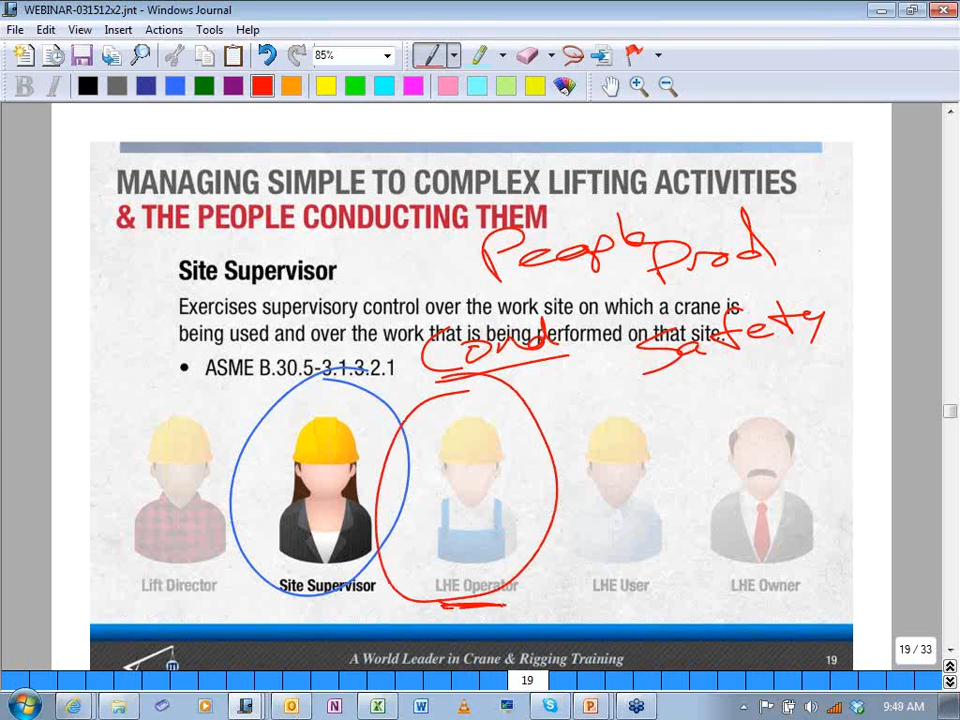 WEBINAR-031512x2.jnt - Windows Journal
File Edit View Insert Actions Tools Help
85%
B I
MANAGING SIMPLE TO COMPLEX LIFTING ACTIVITIES
& THE PEOPLE CONDUCTING THEM
People Prod
Site Supervisor
Exercises supervisory control over the work site on which a crane is
being used and over the work that is being performed on that site.
Cond Safety
• ASME B.30.5-3.1.3.2.1
Lift Director Site Supervisor LHE Operator LHE User LHE Owner
19 / 33
A World Leader in Crane & Rigging Training 19
m
19
9:49 AM